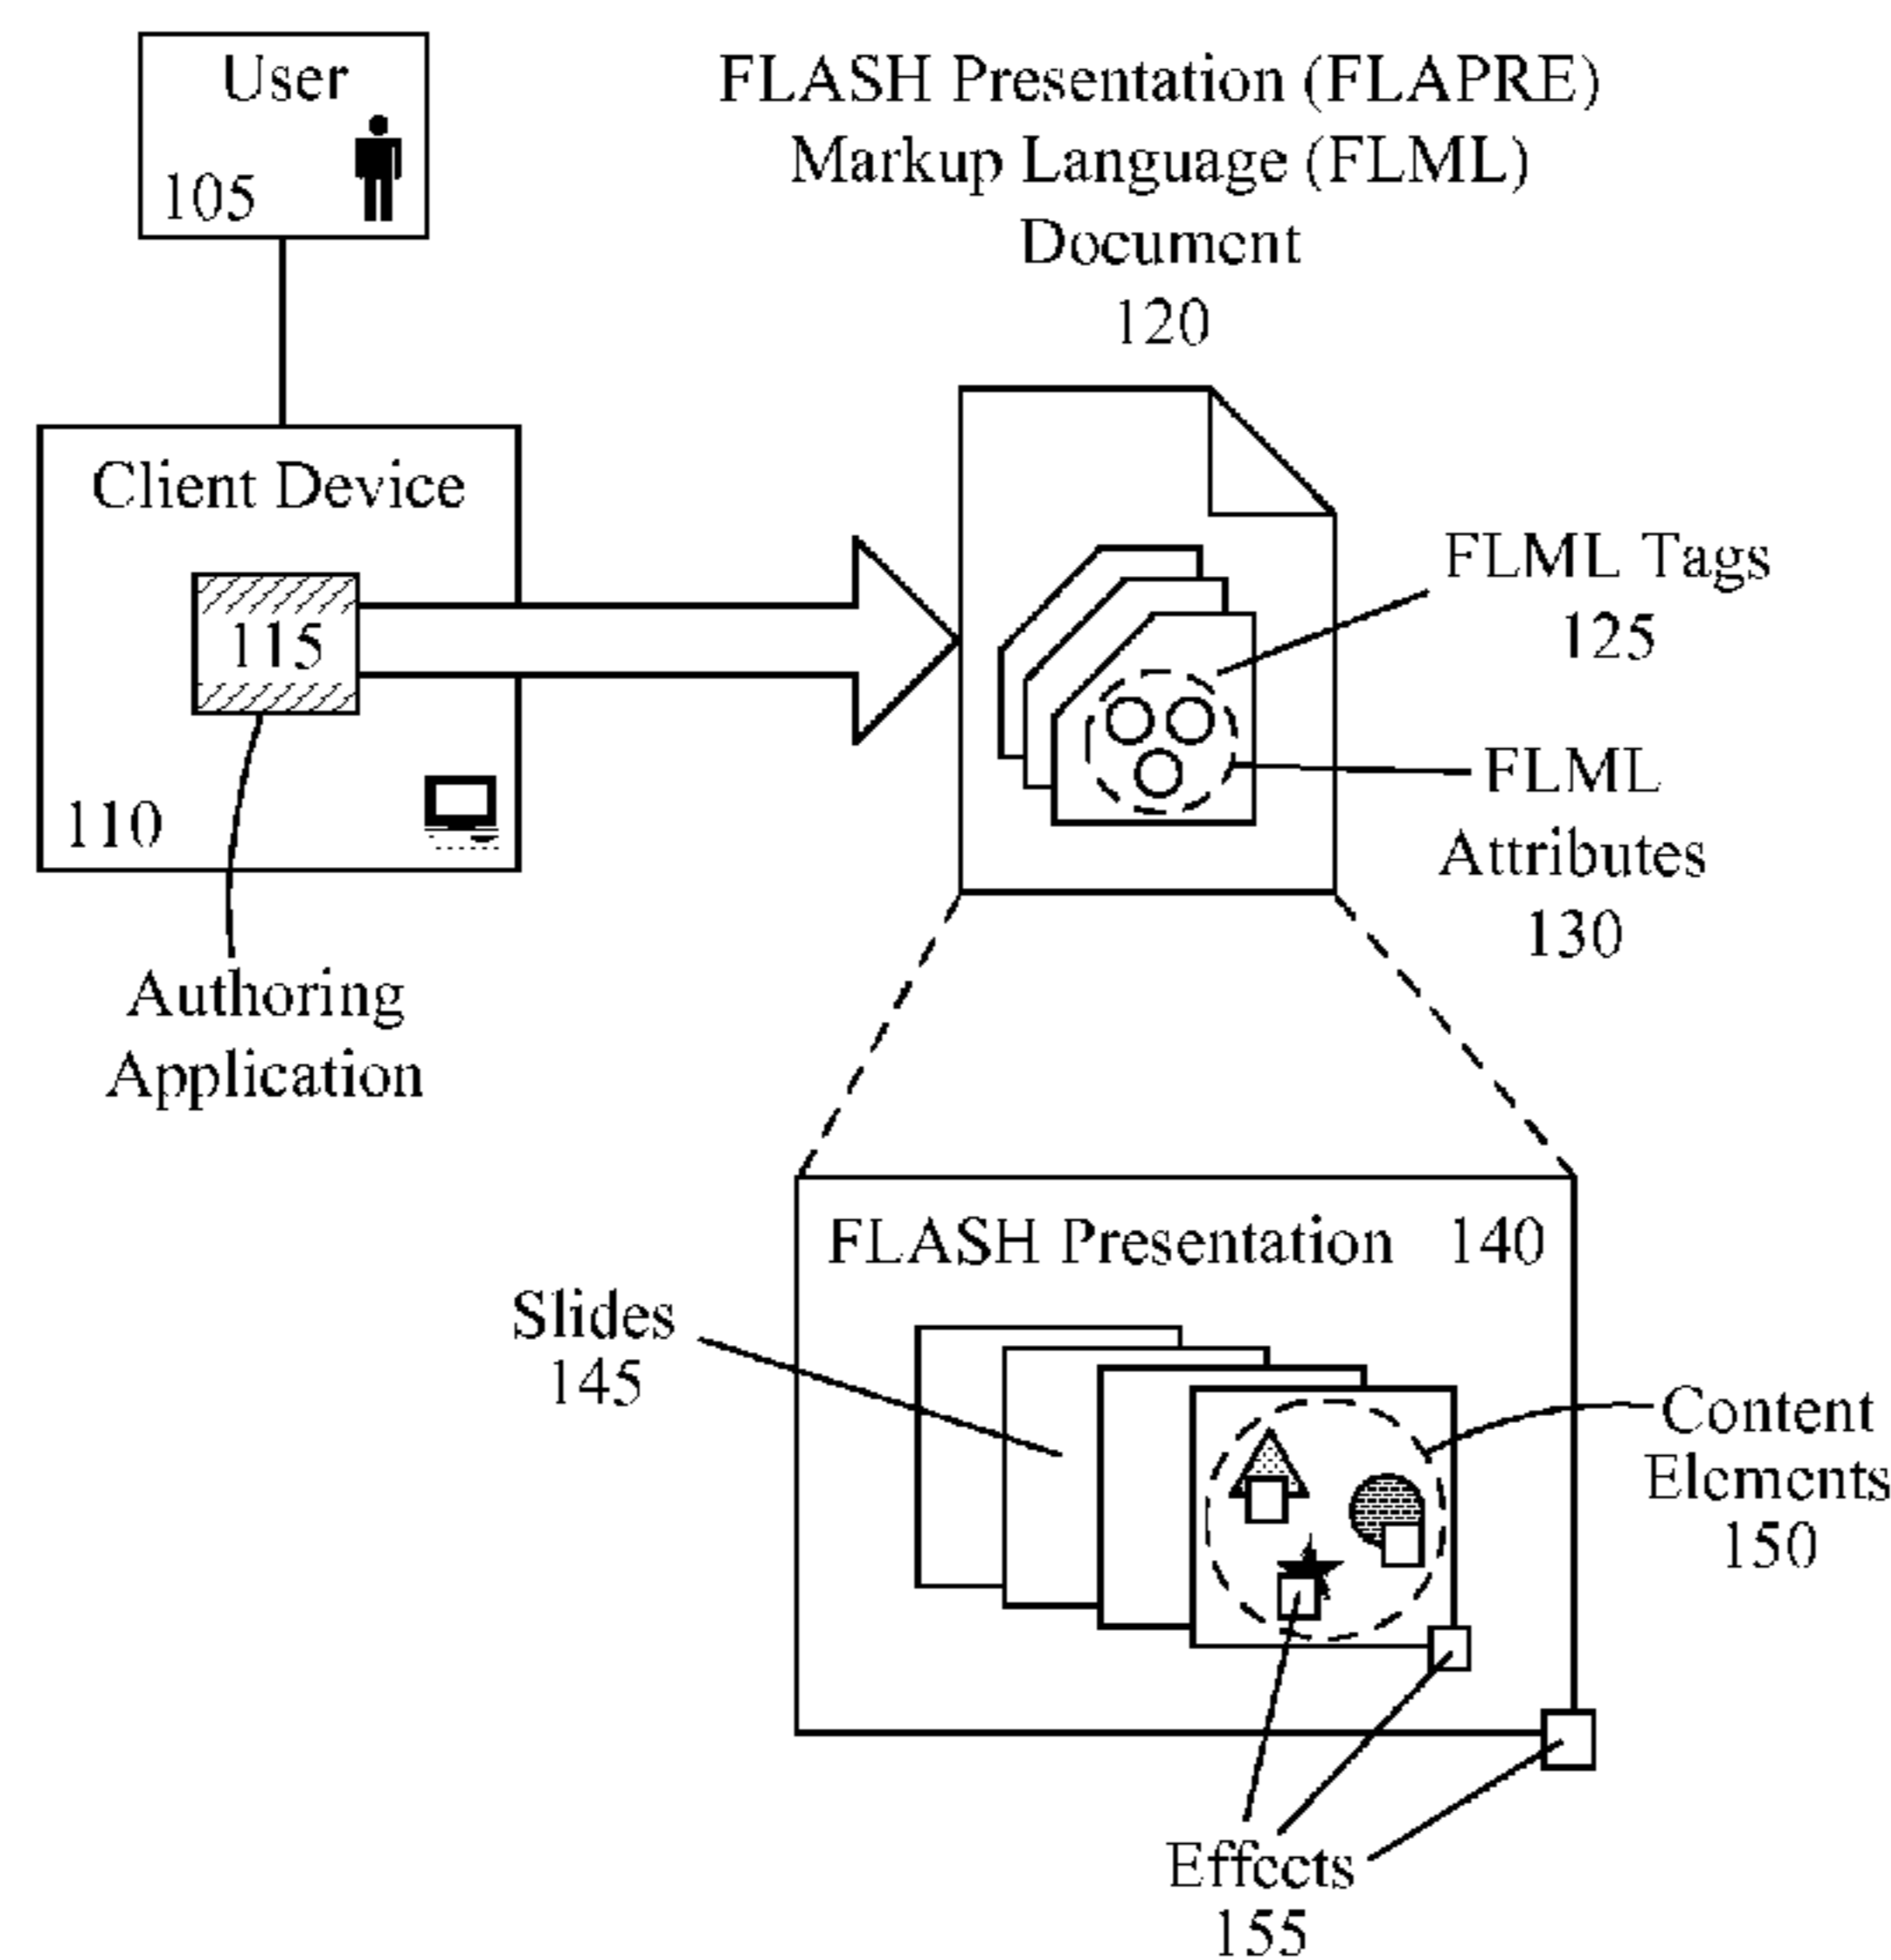 User
105
FLASH Presentation (FLAPRE)
Markup Language (FLML)
Document
120
Client Device
115
110
Authoring
Application
FLML Tags
125
FLML
Attributes
130
FLASH Presentation 140
Slides
145
Content
Elements
150
Effects
155